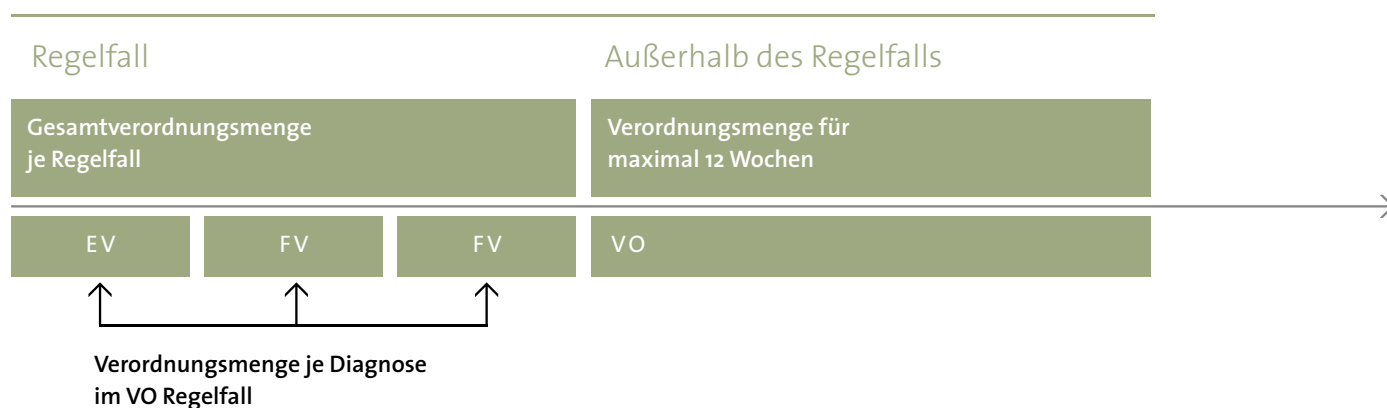 Regelfall
Außerhalb des Regelfalls
Gesamtverordnungsmenge
je Regelfall
Verordnungsmenge für
maximal 12 Wochen
EV
FV
FV
VO
Verordnungsmenge je Diagnose
im VO Regelfall